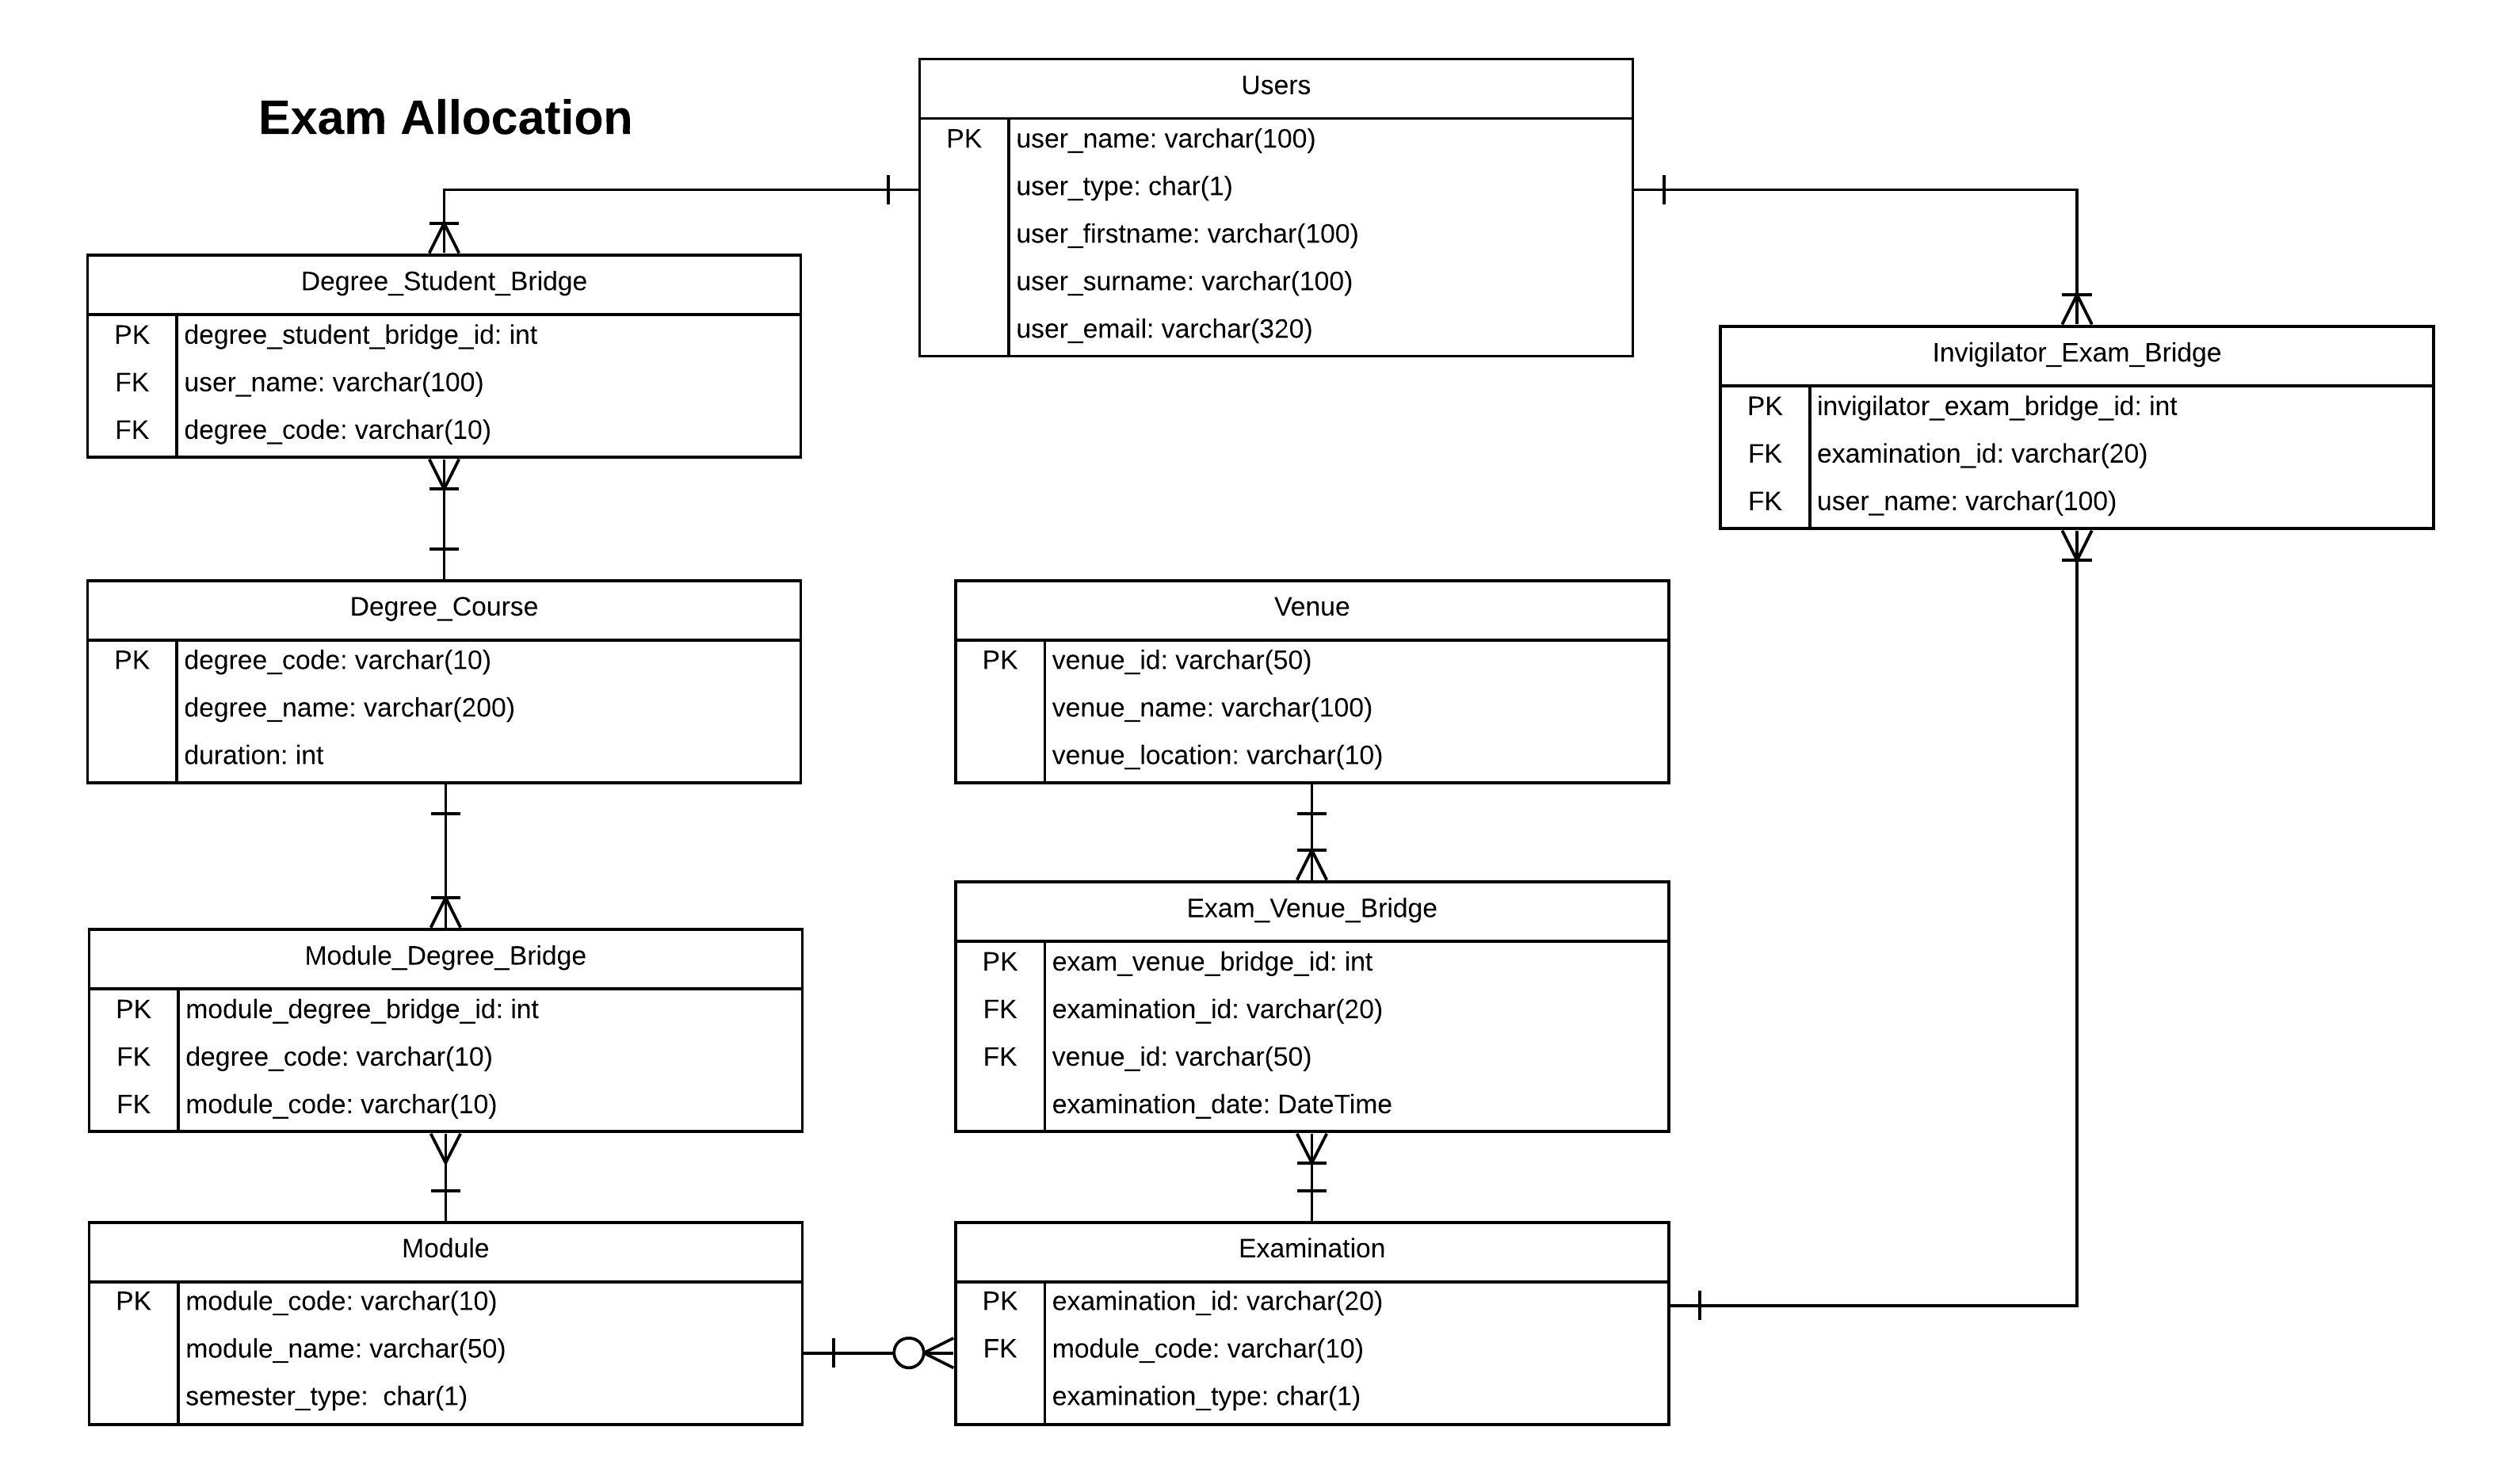 Exam Allocation
Users
PK user_name: varchar(100)
user_type: char(1)
user_firstname: varchar(100)
user_surname: varchar(100)
user_email: varchar(320)
Degree_Student_Bridge
PK degree_student_bridge_id: int
FK user_name: varchar(100)
FK degree_code: varchar(10)
Invigilator_Exam_Bridge
PK invigilator_exam_bridge_id: int
FK examination_id: varchar(20)
FK user_name: varchar(100)
Degree_Course
PK degree_code: varchar(10)
degree_name: varchar(200)
duration: int
Venue
PK venue_id: varchar(50)
venue_name: varchar(100)
venue_location: varchar(10)
Module_Degree_Bridge
PK module_degree_bridge_id: int
FK degree_code: varchar(10)
FK module_code: varchar(10)
Exam_Venue_Bridge
PK exam_venue_bridge_id: int
FK examination_id: varchar(20)
FK venue_id: varchar(50)
examination_date: DateTime
Module
PK module_code: varchar(10)
module_name: varchar(50)
semester_type:  char(1)
Examination
PK examination_id: varchar(20)
FK module_code: varchar(10)
examination_type: char(1)